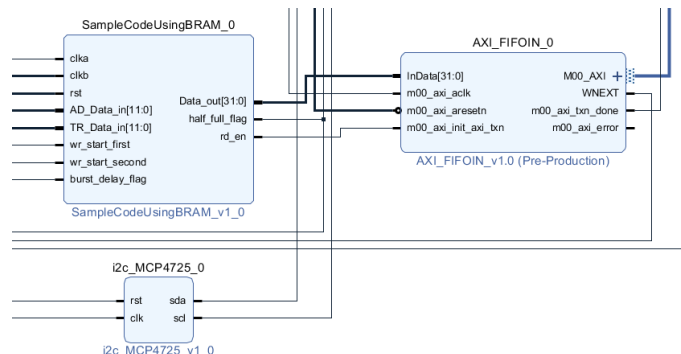 SampleCodeUsingBRAM_0
clka
clkb
rst
AD_Data_in[11:0]
TR_Data_in[11:0]
wr_start_first
wr_start_second
burst_delay_flag
Data_out[31:0]
half_full_flag
rd_en
SampleCodeUsingBRAM_v1_0
AXI_FIFOIN_0
InData[31:0]
m00_axi_aclk
m00_axi_aresetn
m00_axi_init_axi_txn
M00_AXI
WNEXT
m00_axi_txn_done
m00_axi_error
AXI_FIFOIN_v1.0 (Pre-Production)
i2c_MCP4725_0
rst
clk
sda
scl
i2c_MCP4725_v1_0